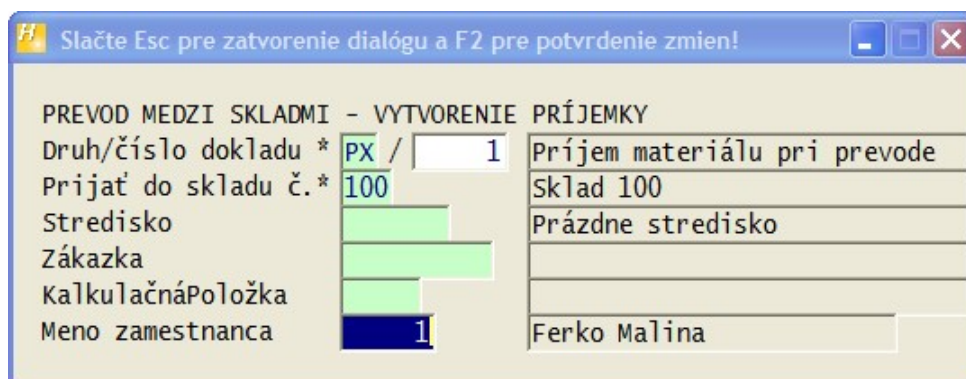 H Slačte Esc pre zatvorenie dialógu a F2 pre potvrdenie zmien!
PREVOD MEDZI SKLADMI - VYTVORENIE PRÍJEMKY
Druh/číslo dokladu * PX / 1 Príjem materiálu pri prevode
Prijať do skladu č.* 100 Sklad 100
Stredisko Prázdne stredisko
Zákazka
KalkulačnáPoložka
Meno zamestnanca 1 Ferko Malina